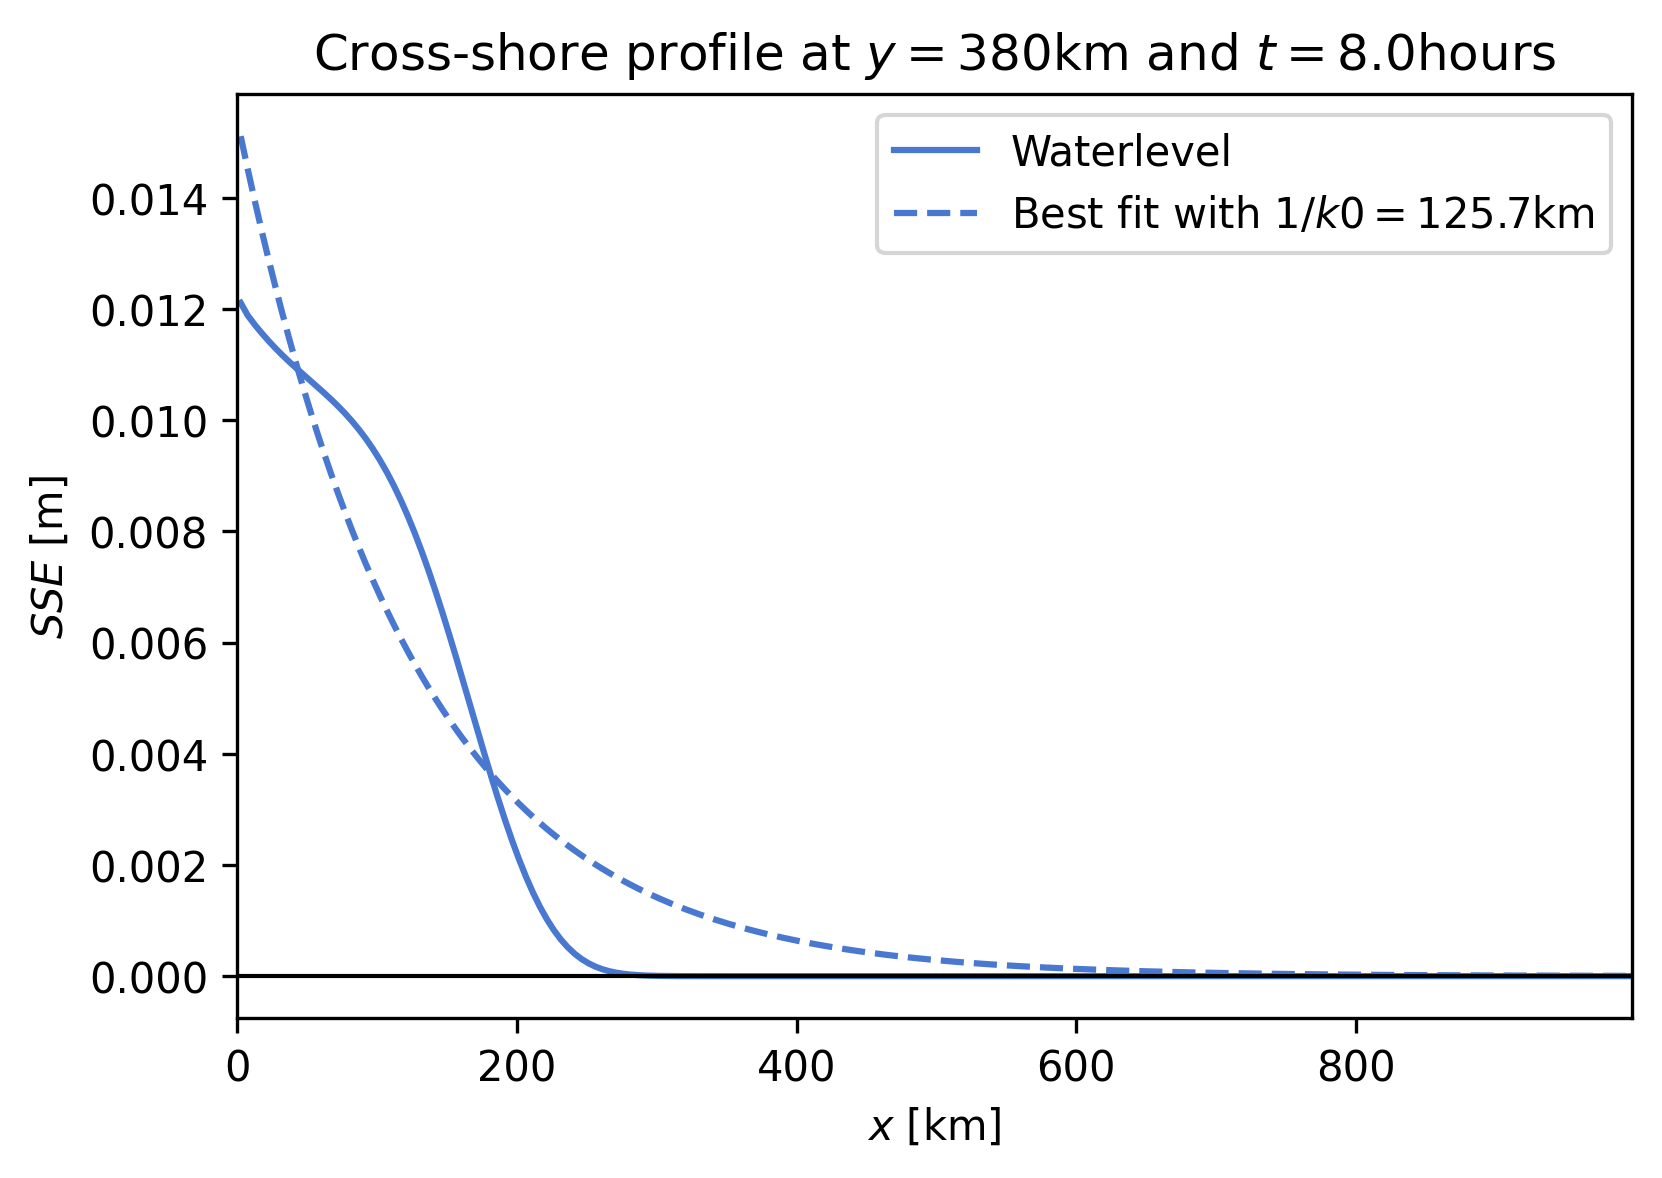 Cross-shore profile at y = 380km and t = 8.0hours
Waterlevel
Best fit with 1/k0 = 125.7km
0.014
0.012
0.010
0.008
0.006
0.004
0.002
0.000
SSE [m]
0 200 400 600 800
x [km]